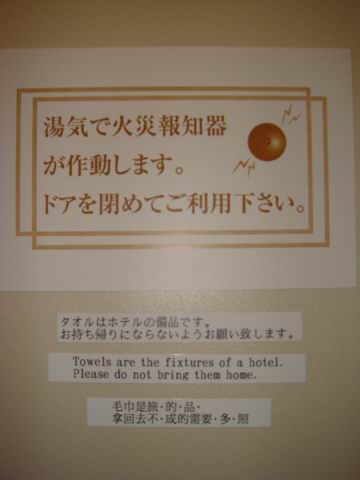 湯気で火災報知器
が作動します。
ドアを閉めてご利用下さい。
タオルはホテルの備品です。
お持ち帰りにならないようお願い致します。
Towels are the fixtures of a hotel.
Please do not bring them home.
毛巾是旅・的・品・
拿回去不・成的需要・多・照